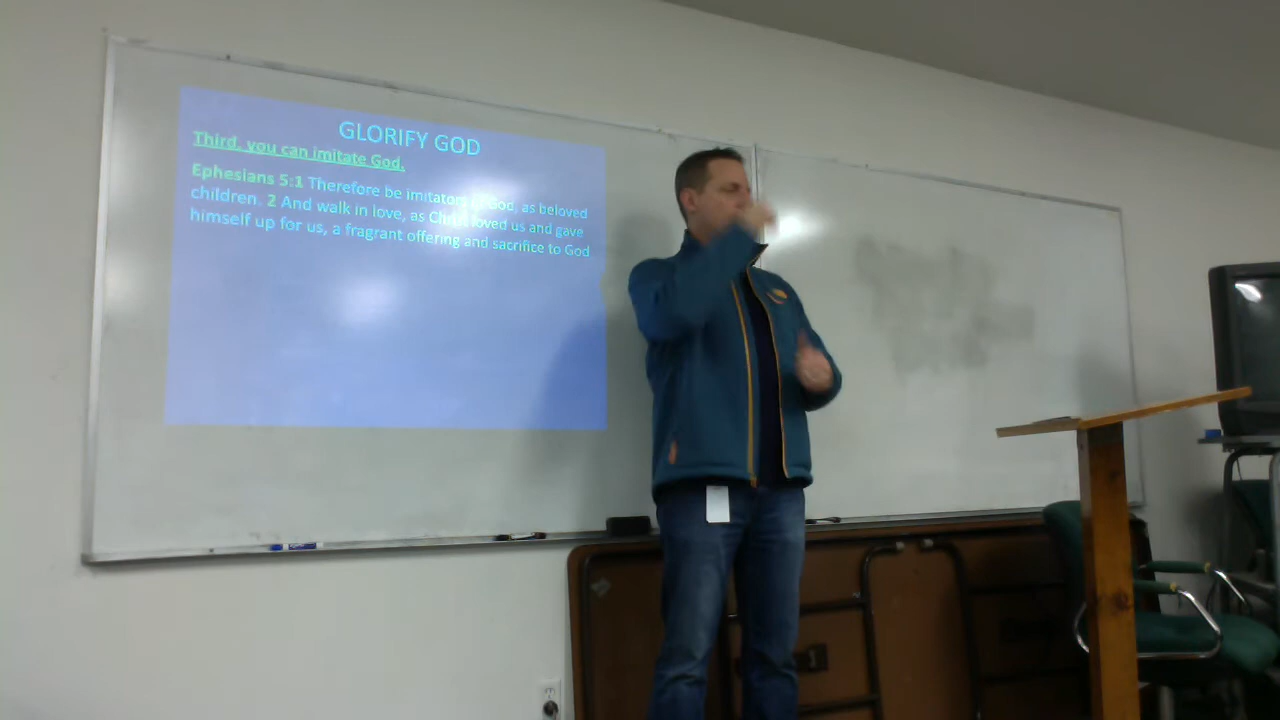 GLORIFY GOD
Third, you can imitate God.
Ephesians 5:1 Therefore be imitators of God, as beloved
children. 2 And walk in love, as Christ loved us and gave
himself up for us, a fragrant offering and sacrifice to God